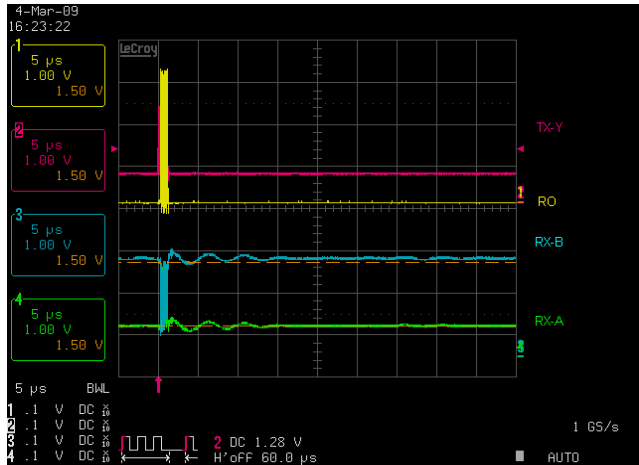 4-Mar-09
16:23:22
LeCroy
1
5 µs
1.00 V
1.50 V
2
5 µs
1.00 V
1.50 V
3
5 µs
1.00 V
1.50 V
4
5 µs
1.00 V
1.50 V
TX-Y
1
RO
RX-B
RX-A
3
5 µs BWL
1 .1 V DC X10
2 .1 V DC X10
3 .1 V DC X10
4 .1 V DC X10
2 DC 1.28 V
H'oFF 60.0 µs
1 GS/s
AUTO